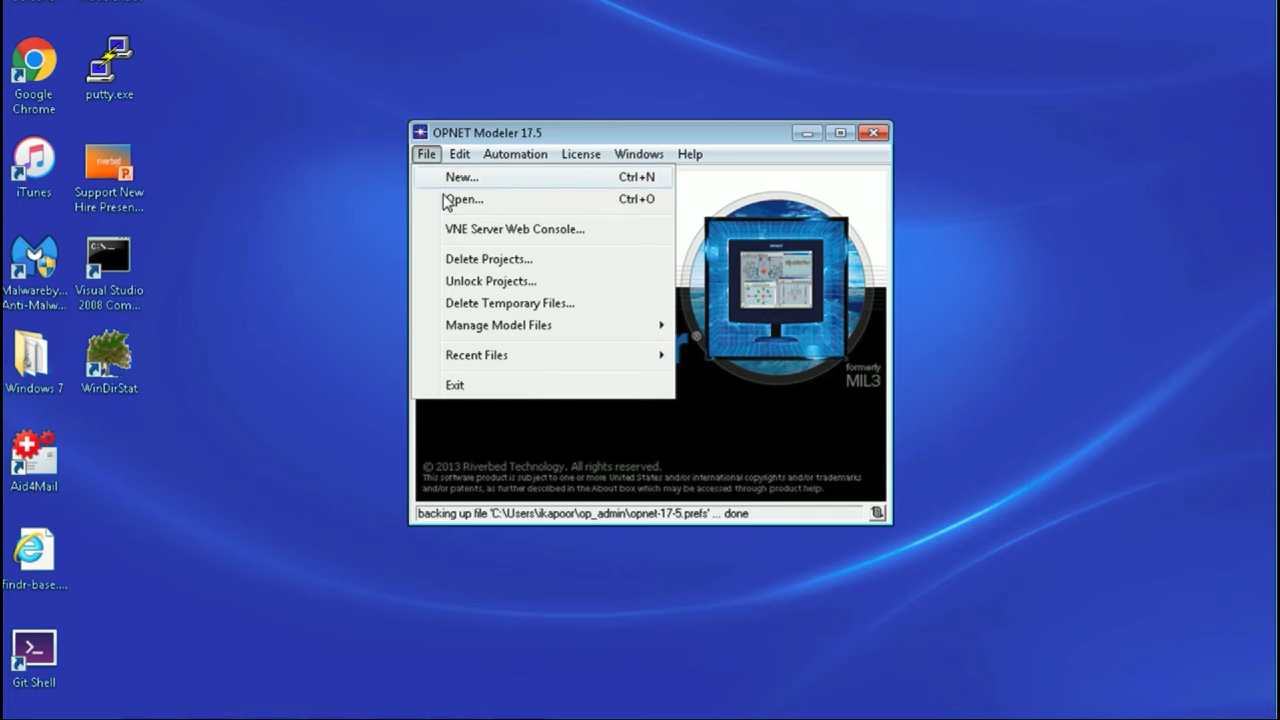 Google
Chrome
putty.exe
iTunes
riverbed
Support New
Hire Presen...
Malwareby...
Anti-Malw...
C:\
Visual Studio
2008 Com...
Windows 7
WinDirStat
Aid4Mail
findr-base....
Git Shell
OPNET Modeler 17.5
File Edit Automation License Windows Help
New... Ctrl+N
Open... Ctrl+O
VNE Server Web Console...
Delete Projects...
Unlock Projects...
Delete Temporary Files...
Manage Model Files
Recent Files
Exit
r®
formerly
MIL3
© 2013 Riverbed Technology. All rights reserved.
This software product is subject to one or more United States and/or international copyrights and/or trademarks
and/or patents, as further described in the About box which may be accessed through product help.
backing up file 'C:\Users\ikapoor\op_admin\opnet-17-5.prefs' ... done